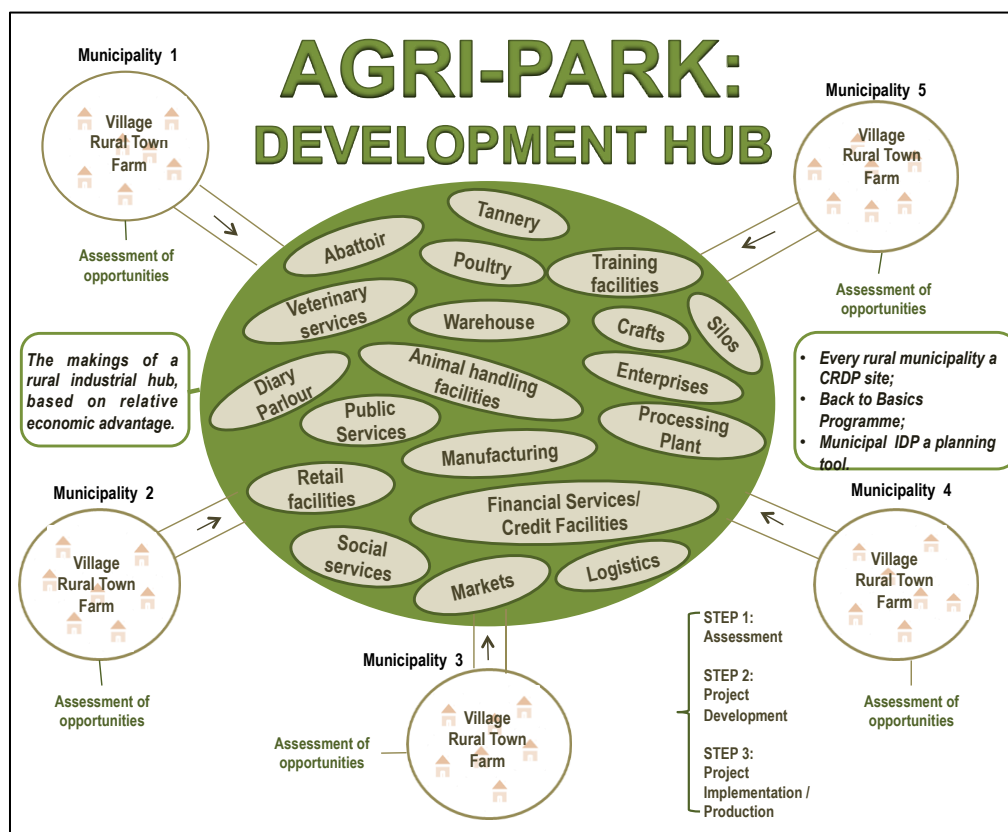 AGRI-PARK:
DEVELOPMENT HUB
Municipality 1
Village
Rural Town
Farm
Assessment of
opportunities
Municipality 5
Village
Rural Town
Farm
Assessment of
opportunities
Tannery
Abattoir
Poultry
Training
facilities
Veterinary
services
Warehouse
Crafts
Silos
Diary
Parlour
Animal handling
facilities
Enterprises
Public
Services
Processing
Plant
Manufacturing
Retail
facilities
Financial Services/
Credit Facilities
Social
services
Markets
Logistics
The makings of a
rural industrial hub,
based on relative
economic advantage.
• Every rural municipality a
CRDP site;
• Back to Basics
Programme;
• Municipal IDP a planning
tool.
Municipality 2
Village
Rural Town
Farm
Assessment of
opportunities
Municipality 4
Village
Rural Town
Farm
Assessment of
opportunities
Municipality 3
Village
Rural Town
Farm
Assessment of
opportunities
STEP 1:
Assessment
STEP 2:
Project
Development
STEP 3:
Project
Implementation /
Production